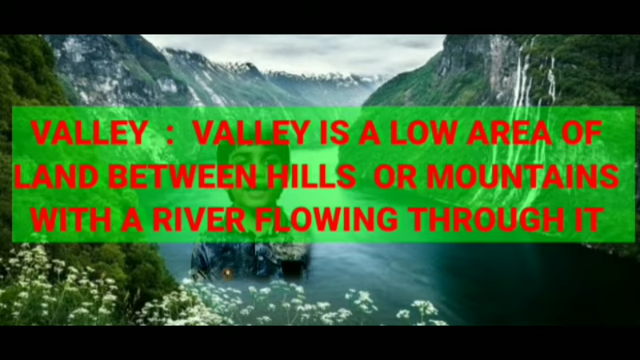 VALLEY : VALLEY IS A LOW AREA OF
LAND BETWEEN HILLS OR MOUNTAINS
WITH A RIVER FLOWING THROUGH IT